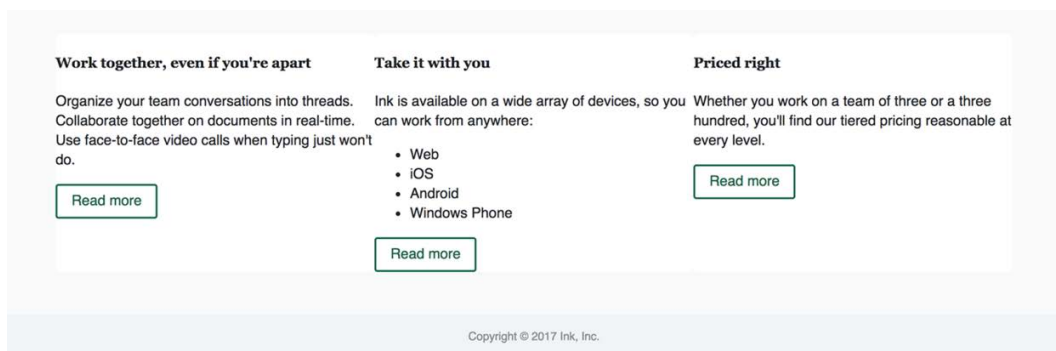 Work together, even if you're apart
Organize your team conversations into threads.
Collaborate together on documents in real-time.
Use face-to-face video calls when typing just won't
do.
Read more
Take it with you
Ink is available on a wide array of devices, so you
can work from anywhere:
• Web
• iOS
• Android
• Windows Phone
Read more
Priced right
Whether you work on a team of three or a three
hundred, you'll find our tiered pricing reasonable at
every level.
Read more
Copyright © 2017 Ink, Inc.